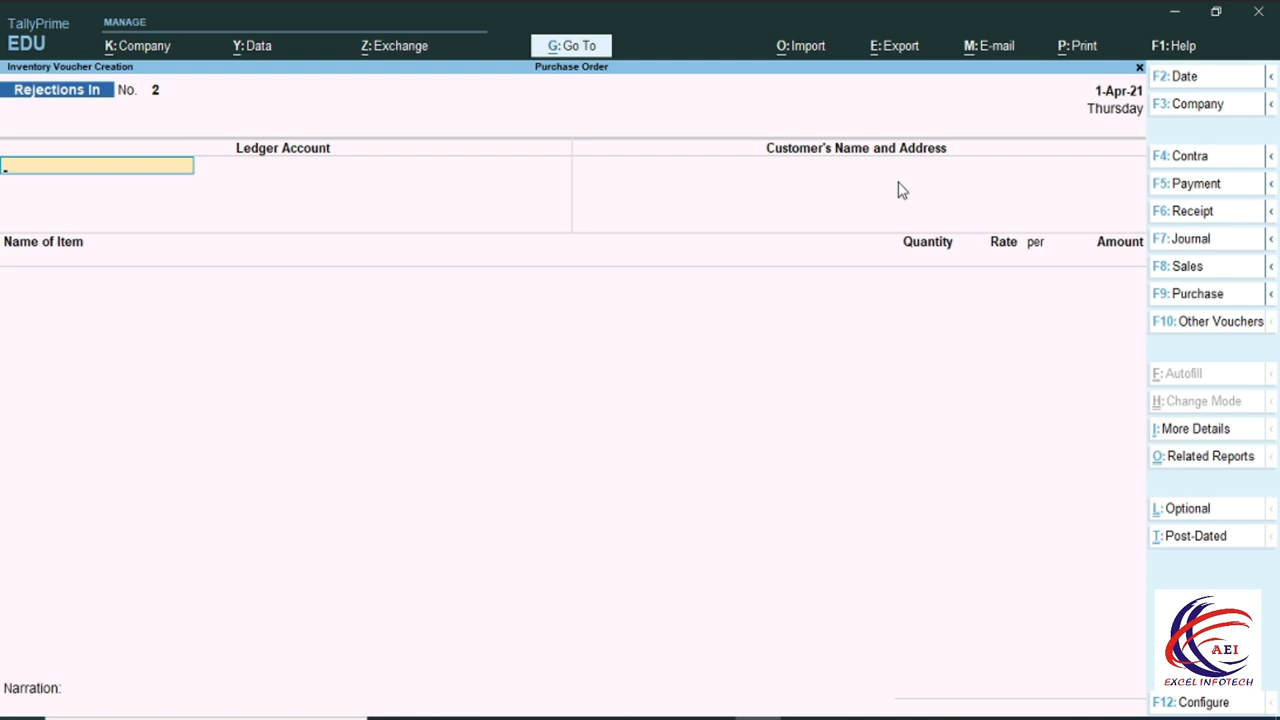 TallyPrime
EDU
MANAGE
K: Company Y: Data Z: Exchange G: Go To O: Import E: Export M: E-mail P: Print F1: Help
Inventory Voucher Creation Purchase Order x
Rejections In No. 2 1-Apr-21
Thursday
Ledger Account Customer's Name and Address
Name of Item Quantity Rate per Amount
Narration:
F2: Date
F3: Company
F4: Contra
F5: Payment
F6: Receipt
F7: Journal
F8: Sales
F9: Purchase
F10: Other Vouchers
F: Autofill
H: Change Mode
I: More Details
O: Related Reports
L: Optional
T: Post-Dated
AEI
EXCEL INFOTECH
F12: Configure